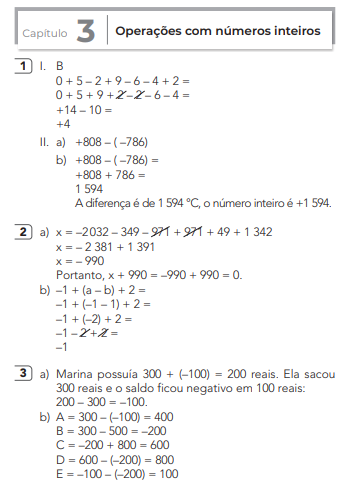 Capítulo 3 Operações com números inteiros
1 I. B
0 + 5 – 2 + 9 – 6 – 4 + 2 =
0 + 5 + 9 + 2 – 2 – 6 – 4 =
+14 – 10 =
+4
II. a) +808 – ( –786)
b) +808 – ( –786) =
+808 + 786 =
1 594
A diferença é de 1 594 °C, o número inteiro é +1 594.
2 a) x = –2032 – 349 – 971 + 971 + 49 + 1 342
x = – 2 381 + 1 391
x = – 990
Portanto, x + 990 = –990 + 990 = 0.
b) –1 + (a – b) + 2 =
–1 + (–1 – 1) + 2 =
–1 + (–2) + 2 =
–1 – 2 + 2 =
–1
3 a) Marina possuía 300 + (–100) = 200 reais. Ela sacou
300 reais e o saldo ficou negativo em 100 reais:
200 – 300 = –100.
b) A = 300 – (–100) = 400
B = 300 – 500 = –200
C = –200 + 800 = 600
D = 600 – (–200) = 800
E = –100 – (–200) = 100